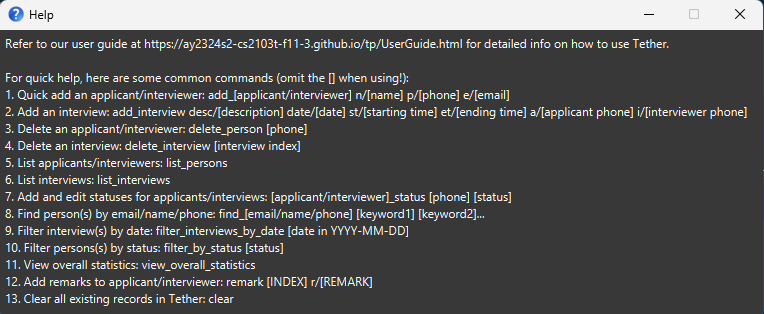 Help
Refer to our user guide at https://ay2324s2-cs2103t-f11-3.github.io/tp/UserGuide.html for detailed info on how to use Tether.
For quick help, here are some common commands (omit the [] when using!):
1. Quick add an applicant/interviewer: add_[applicant/interviewer] n/[name] p/[phone] e/[email]
2. Add an interview: add_interview desc/[description] date/[date] st/[starting time] et/[ending time] a/[applicant phone] i/[interviewer phone]
3. Delete an applicant/interviewer: delete_person [phone]
4. Delete an interview: delete_interview [interview index]
5. List applicants/interviewers: list_persons
6. List interviews: list_interviews
7. Add and edit statuses for applicants/interviews: [applicant/interviewer]_status [phone] [status]
8. Find person(s) by email/name/phone: find_[email/name/phone] [keyword1] [keyword2]...
9. Filter interview(s) by date: filter_interviews_by_date [date in YYYY-MM-DD]
10. Filter persons(s) by status: filter_by_status [status]
11. View overall statistics: view_overall_statistics
12. Add remarks to applicant/interviewer: remark [INDEX] r/[REMARK]
13. Clear all existing records in Tether: clear